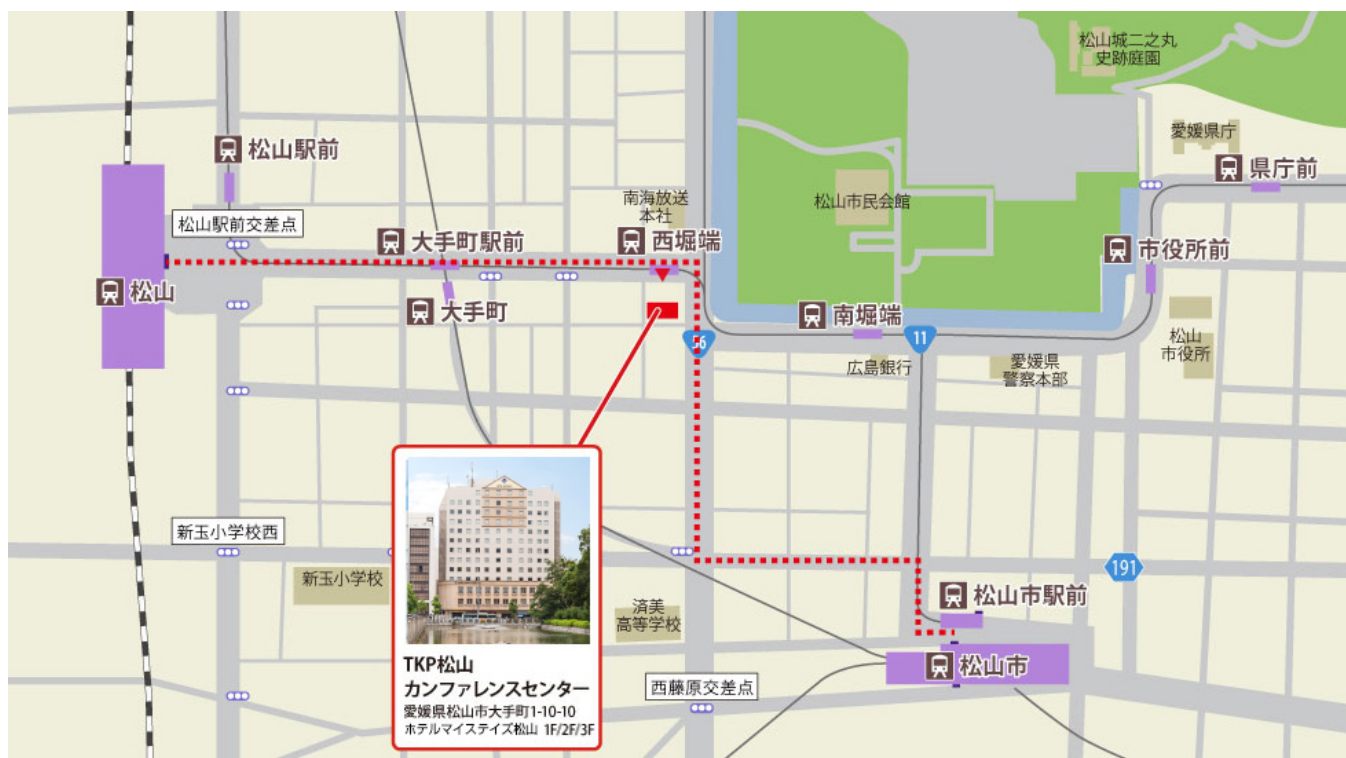 松山城二之丸
史跡庭園
愛媛県庁
県庁前
松山駅前
南海放送
本社
松山市民会館
松山駅前交差点
大手町駅前
西堀端
市役所前
松山
大手町
南堀端
56
11
広島銀行
愛媛県
警察本部
松山
市役所
新玉小学校西
新玉小学校
191
松山市駅前
済美
高等学校
松山市
西藤原交差点
TKP松山
カンファレンスセンター
愛媛県松山市大手町1-10-10
ホテルマイステイズ松山 1F/2F/3F